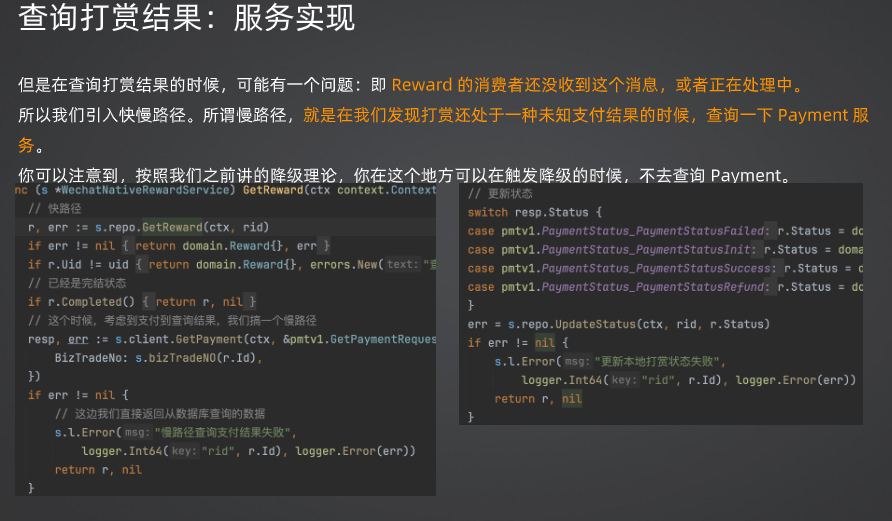 查询打赏结果：服务实现
但是在查询打赏结果的时候，可能有一个问题：即 Reward 的消费者还没收到这个消息，或者正在处理中。
所以我们引入快慢路径。所谓慢路径，就是在我们发现打赏还处于一种未知支付结果的时候，查询一下 Payment 服
务。
你可以注意到，按照我们之前讲的降级理论，你在这个地方可以在触发降级的时候，不去查询 Payment。
nc (s *WechatNativeRewardService) GetReward(ctx context.Context
// 快路径
r, err := s.repo.GetReward(ctx, rid)
if err != nil { return domain.Reward{}, err }
if r.Uid != uid { return domain.Reward{}, errors.New( text: "
// 已经是完结状态
if r.Completed() { return r, nil }
// 这个时候，考虑到支付到查询结果，我们搞一个慢路径
resp, err := s.client.GetPayment(ctx, &pmtv1.GetPaymentReques
BizTradeNo: s.bizTradeNO(r.Id),
})
if err != nil {
// 这边我们直接返回从数据库查询的数据
s.l.Error( msg: "慢路径查询支付结果失败",
logger.Int64( key: "rid", r.Id), logger.Error(err))
return r, nil
}
// 更新状态
switch resp.Status {
case pmtv1.PaymentStatus_PaymentStatusFailed: r.Status = do
case pmtv1.PaymentStatus_PaymentStatusInit: r.Status = doma
case pmtv1.PaymentStatus_PaymentStatusSuccess: r.Status = d
case pmtv1.PaymentStatus_PaymentStatusRefund: r.Status = do
}
err = s.repo.UpdateStatus(ctx, rid, r.Status)
if err != nil {
s.l.Error( msg: "更新本地打赏状态失败",
logger.Int64( key: "rid", r.Id), logger.Error(err))
return r, nil
}